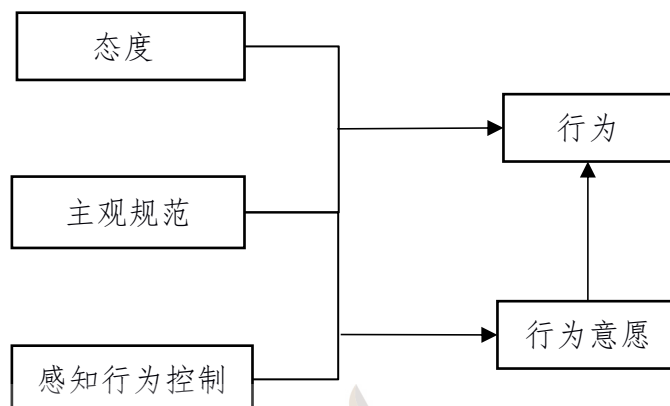 态度
行为
主观规范
行为意愿
感知行为控制